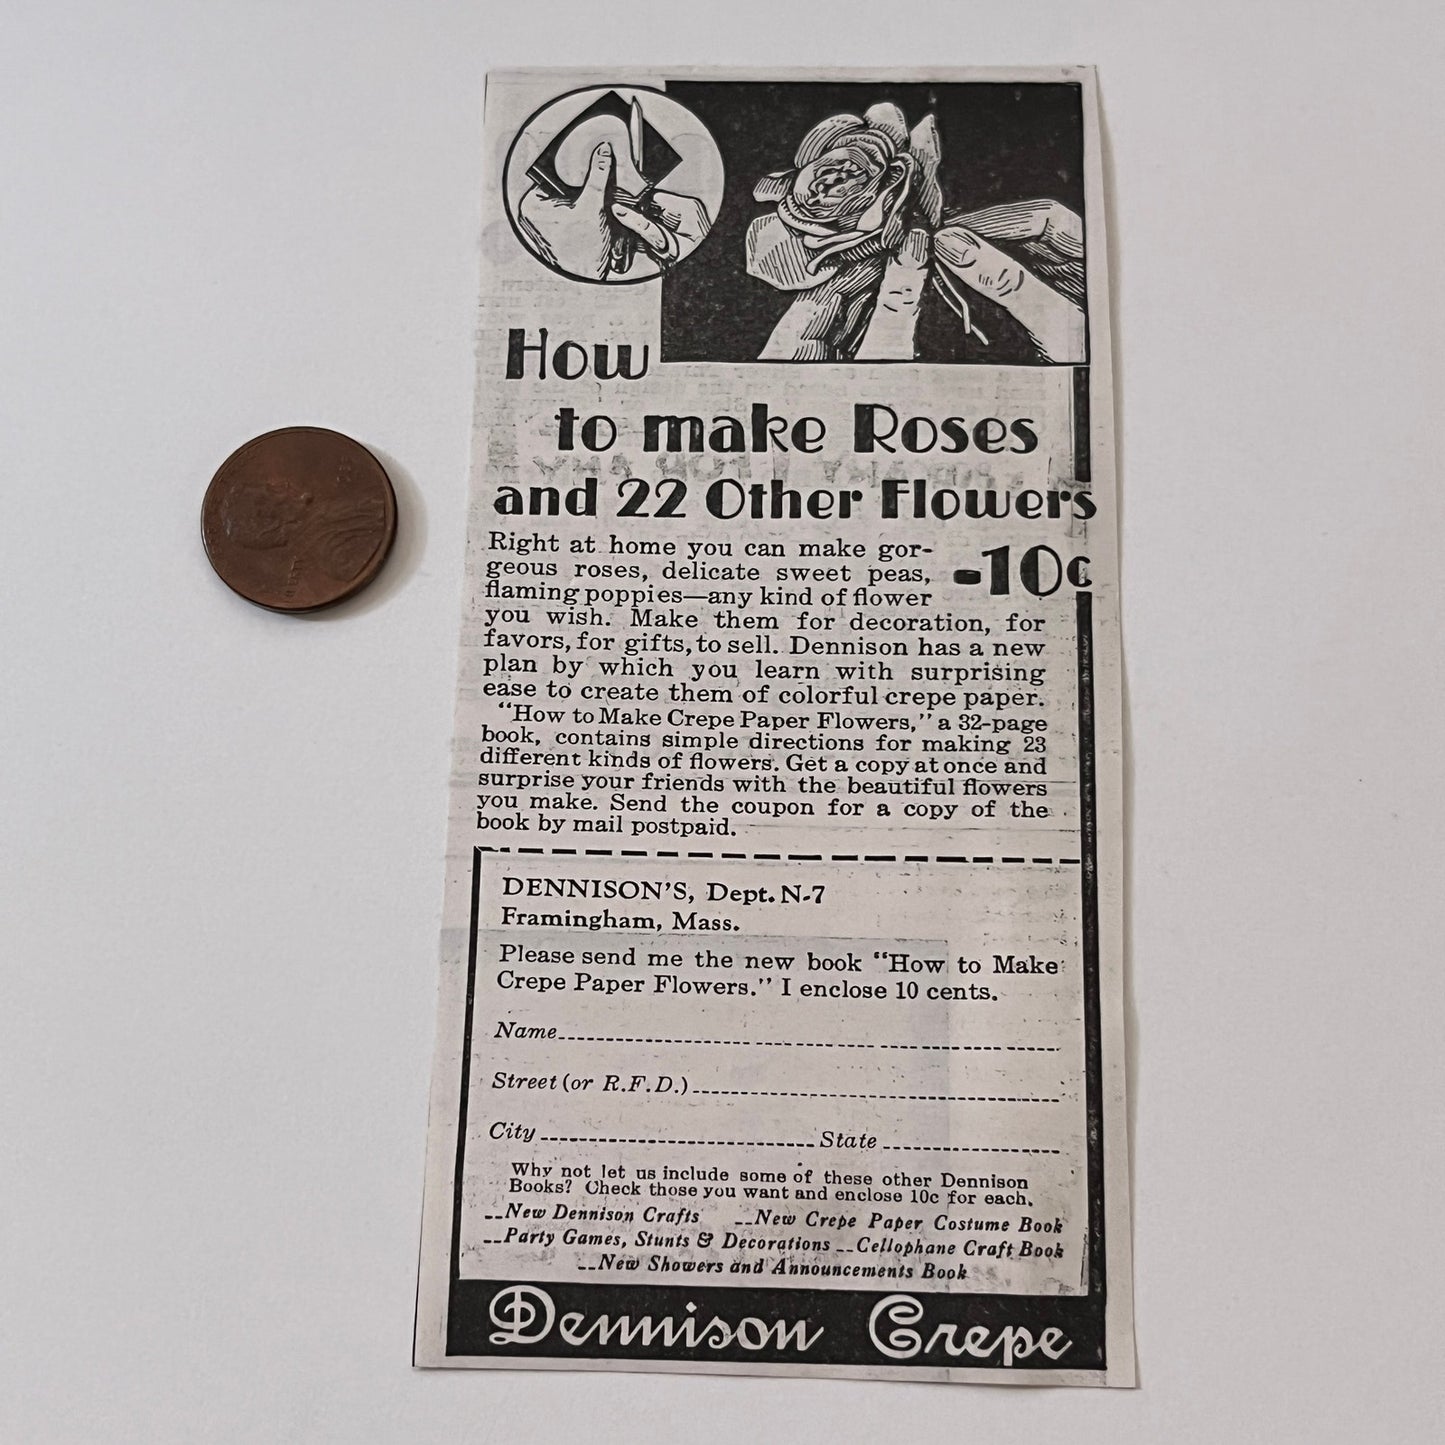 How
to make Roses
and 22 Other Flowers
-10c
Right at home you can make gor-
geous roses, delicate sweet peas,
flaming poppies—any kind of flower
you wish. Make them for decoration, for
favors, for gifts, to sell. Dennison has a new
plan by which you learn with surprising
ease to create them of colorful crepe paper.
"How to Make Crepe Paper Flowers," a 32-page
book, contains simple directions for making 23
different kinds of flowers. Get a copy at once and
surprise your friends with the beautiful flowers
you make. Send the coupon for a copy of the
book by mail postpaid.
DENNISON'S, Dept. N-7
Framingham, Mass.
Please send me the new book "How to Make
Crepe Paper Flowers." I enclose 10 cents.
Name
Street (or R.F.D.)
City State
Why not let us include some of these other Dennison
Books? Check those you want and enclose 10c for each.
__New Dennison Crafts __New Crepe Paper Costume Book
__Party Games, Stunts & Decorations __Cellophane Craft Book
__New Showers and Announcements Book
Dennison Crepe